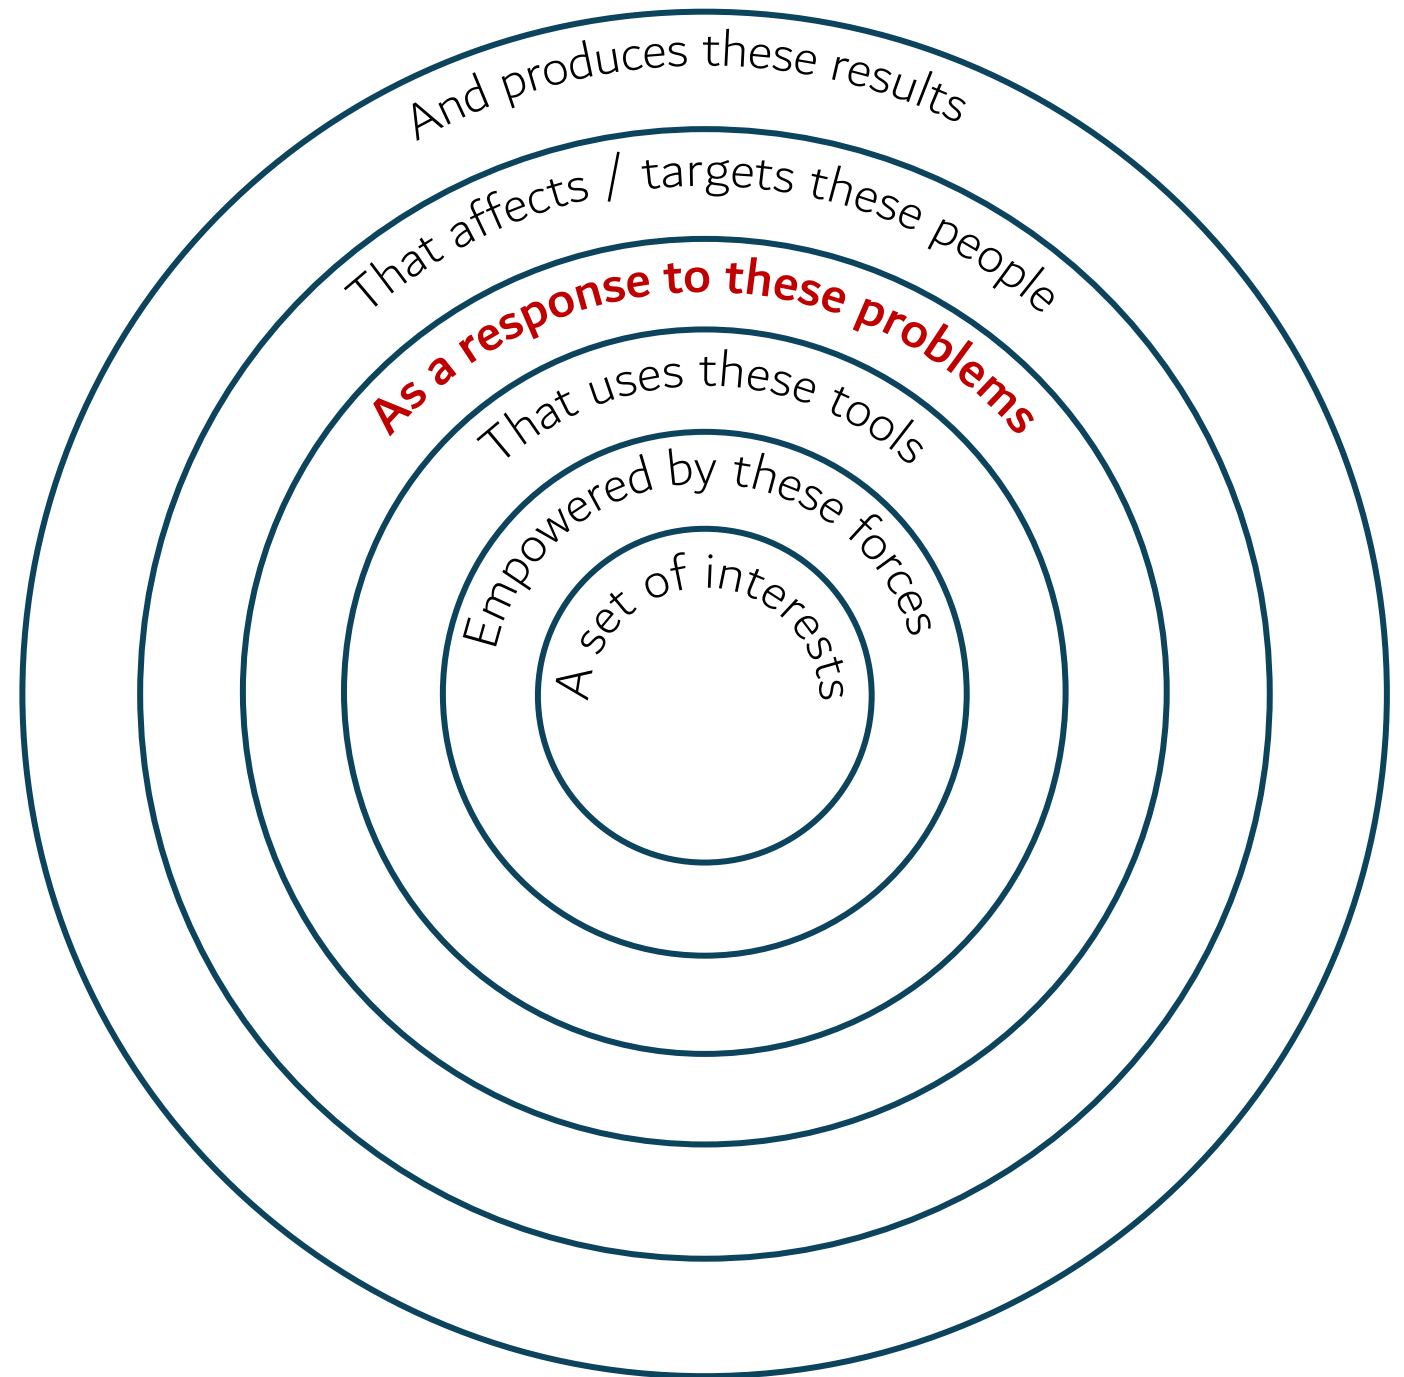 And produces these results
That affects / targets these people
As a response to these problems
That uses these tools
Empowered by these forces
A set of interests